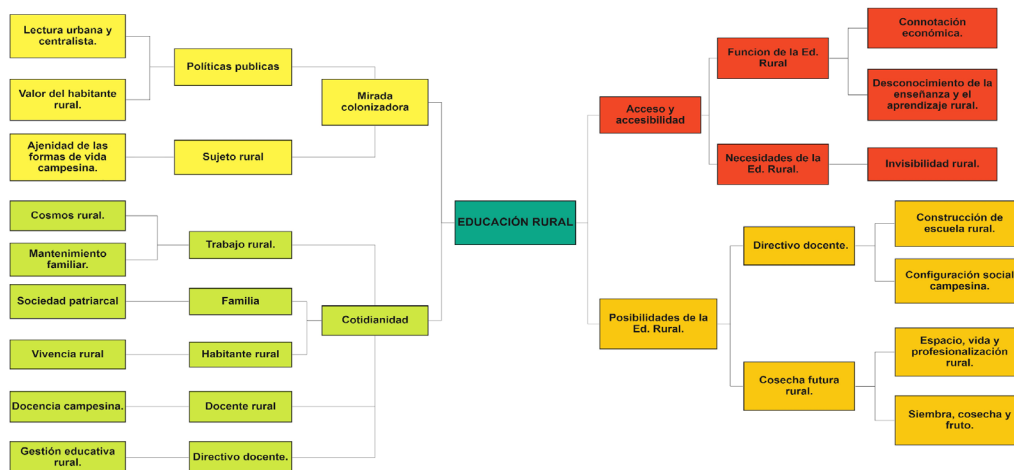 Lectura urbana y
centralista.
Valor del habitante
rural.
Políticas publicas
Ajenidad de las
formas de vida
campesina.
Sujeto rural
Mirada
colonizadora
Cosmos rural.
Mantenimiento
familiar.
Trabajo rural.
Sociedad patriarcal
Familia
Vivencia rural
Habitante rural
Docencia campesina.
Docente rural
Gestión educativa
rural.
Directivo docente.
Cotidianidad
EDUCACIÓN RURAL
Acceso y
accesibilidad
Funcion de la Ed.
Rural
Connotación
económica.
Desconocimiento de la
enseñanza y el
aprendizaje rural.
Necesidades de la
Ed. Rural.
Invisibilidad rural.
Posibilidades de la
Ed. Rural.
Directivo docente.
Construcción de
escuela rural.
Configuración social
campesina.
Cosecha futura
rural.
Espacio, vida y
profesionalización
rural.
Siembra, cosecha y
fruto.